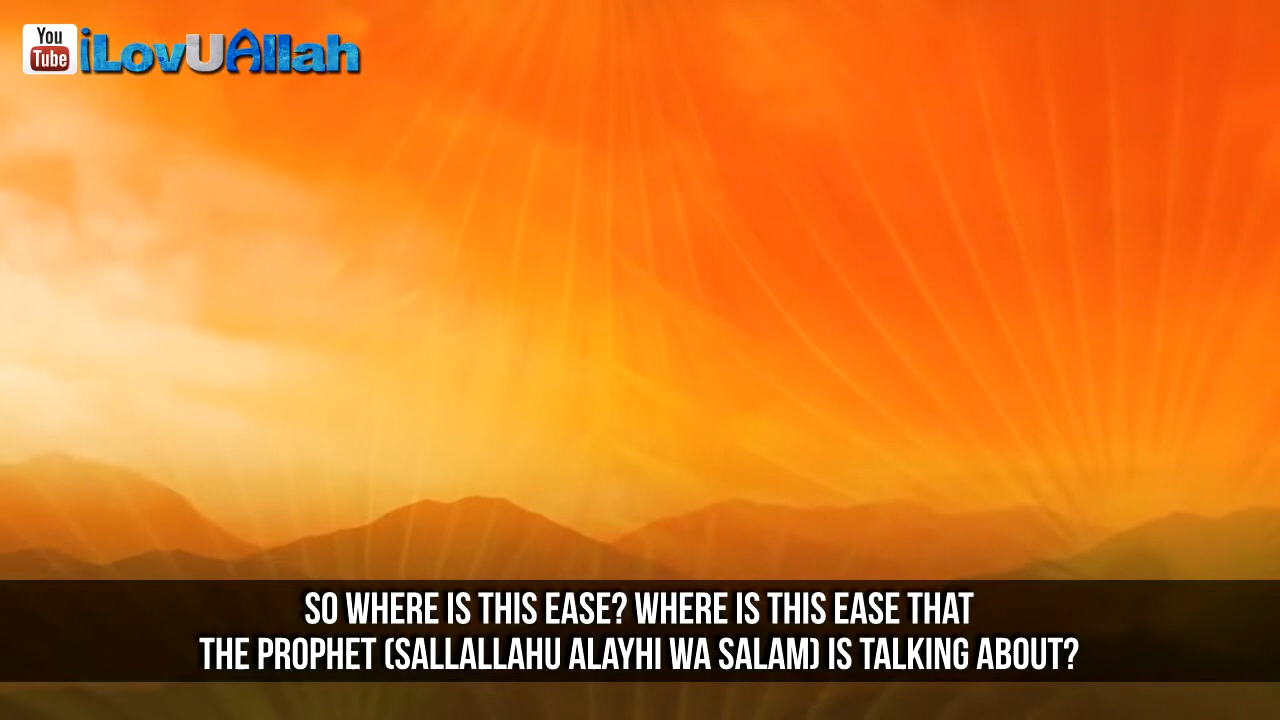 You
Tube
iLovUAllah
SO WHERE IS THIS EASE? WHERE IS THIS EASE THAT
THE PROPHET (SALLALLAHU ALAYHI WA SALAM) IS TALKING ABOUT?